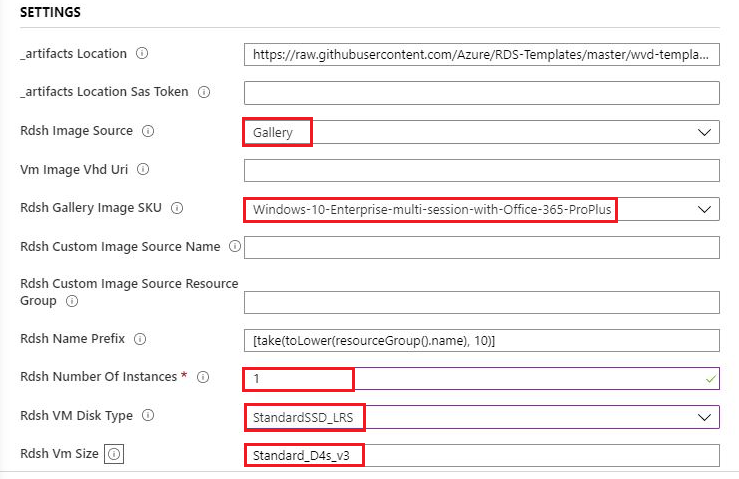 SETTINGS
_artifacts Location
https://raw.githubusercontent.com/Azure/RDS-Templates/master/wvd-templa...
_artifacts Location Sas Token
Rdsh Image Source
Gallery
Vm Image Vhd Uri
Rdsh Gallery Image SKU
Windows-10-Enterprise-multi-session-with-Office-365-ProPlus
Rdsh Custom Image Source Name
Rdsh Custom Image Source Resource
Group
Rdsh Name Prefix
[take(toLower(resourceGroup().name), 10)]
Rdsh Number Of Instances *
1
Rdsh VM Disk Type
StandardSSD_LRS
Rdsh Vm Size
Standard_D4s_v3